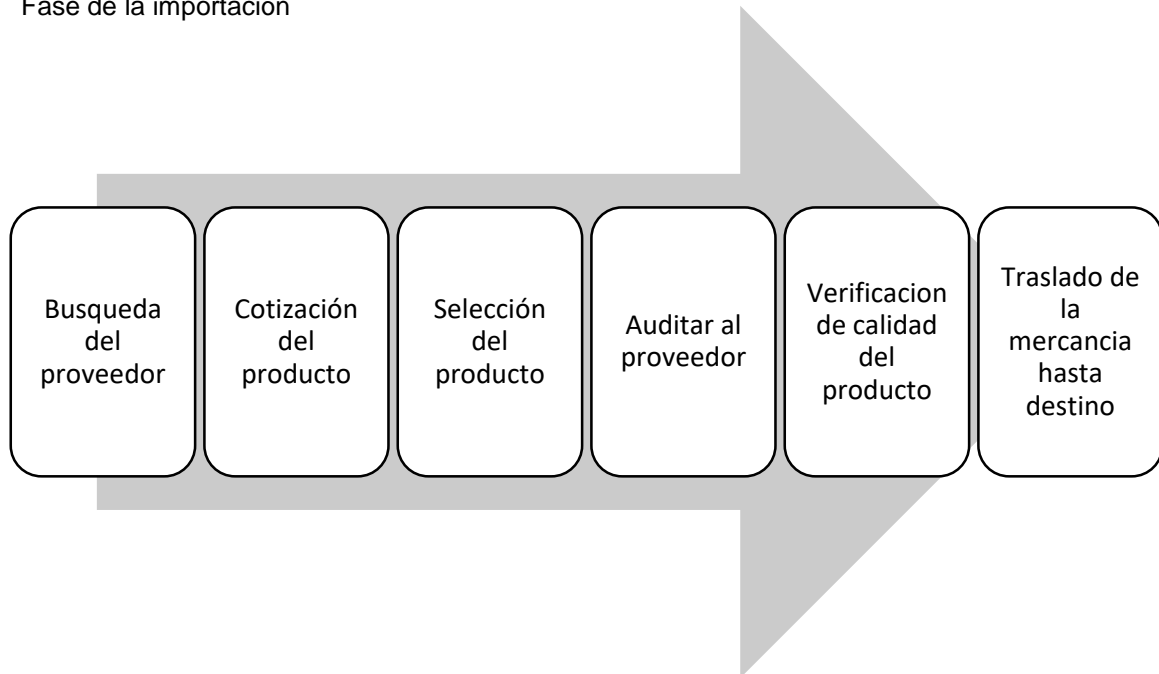 Fase de la importación
Busqueda
del
proveedor
Cotización
del
producto
Selección
del
producto
Auditar al
proveedor
Verificacion
de calidad
del
producto
Traslado de
la
mercancia
hasta
destino